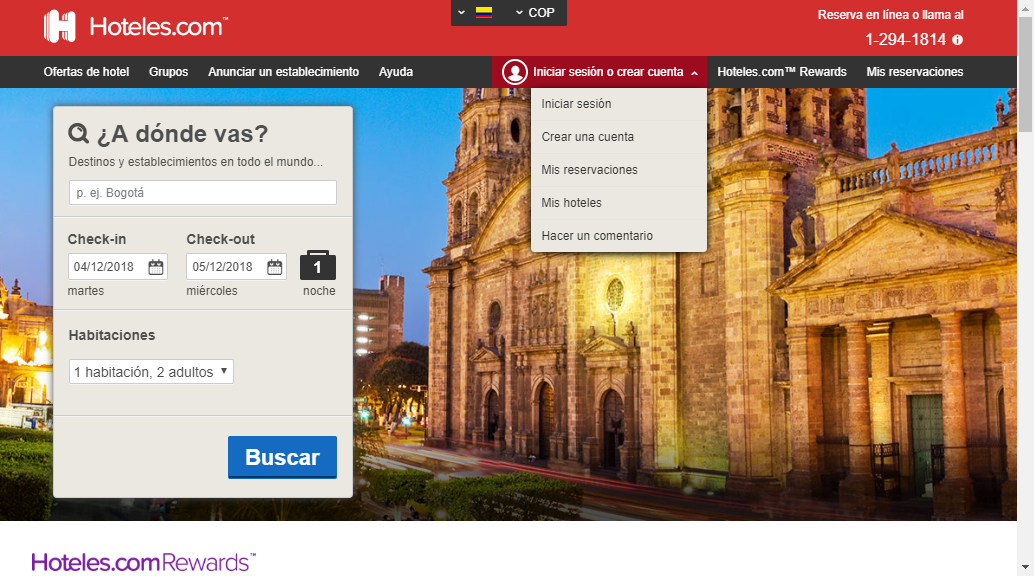 Hoteles.com™
COP
Reserva en línea o llama al
1-294-1814
Ofertas de hotel Grupos Anunciar un establecimiento Ayuda Iniciar sesión o crear cuenta Hoteles.com™ Rewards Mis reservaciones
Iniciar sesión
Crear una cuenta
Mis reservaciones
Mis hoteles
Hacer un comentario
¿A dónde vas?
Destinos y establecimientos en todo el mundo...
p. ej. Bogotá
Check-in Check-out
04/12/2018 05/12/2018 1
martes miércoles noche
Habitaciones
1 habitación, 2 adultos
Buscar
Hoteles.com Rewards™